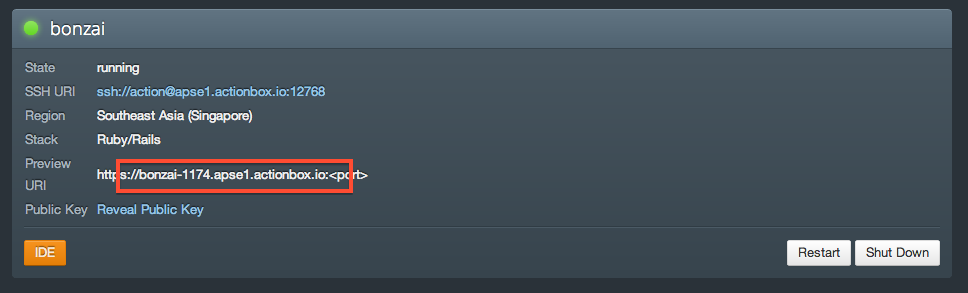 bonzai
State running
SSH URI ssh://action@apse1.actionbox.io:12768
Region Southeast Asia (Singapore)
Stack Ruby/Rails
Preview URI https://bonzai-1174.apse1.actionbox.io:<port>
Public Key Reveal Public Key
IDE Restart Shut Down